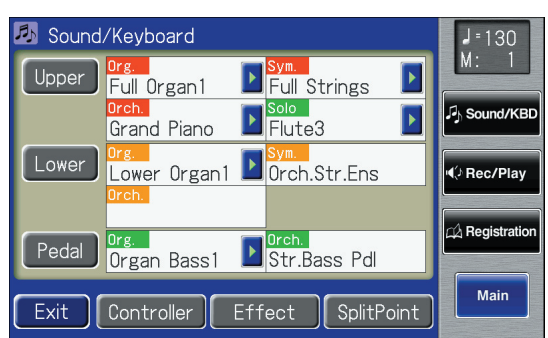 Sound/Keyboard
♩=130
M: 1
Upper
Org. Sym.
Full Organ1 Full Strings
Orch. Solo
Grand Piano Flute3
Sound/KBD
Lower
Org. Sym.
Lower Organ1 Orch.Str.Ens
Orch.
Rec/Play
Registration
Pedal
Org. Orch.
Organ Bass1 Str.Bass Pdl
Main
Exit Controller Effect SplitPoint